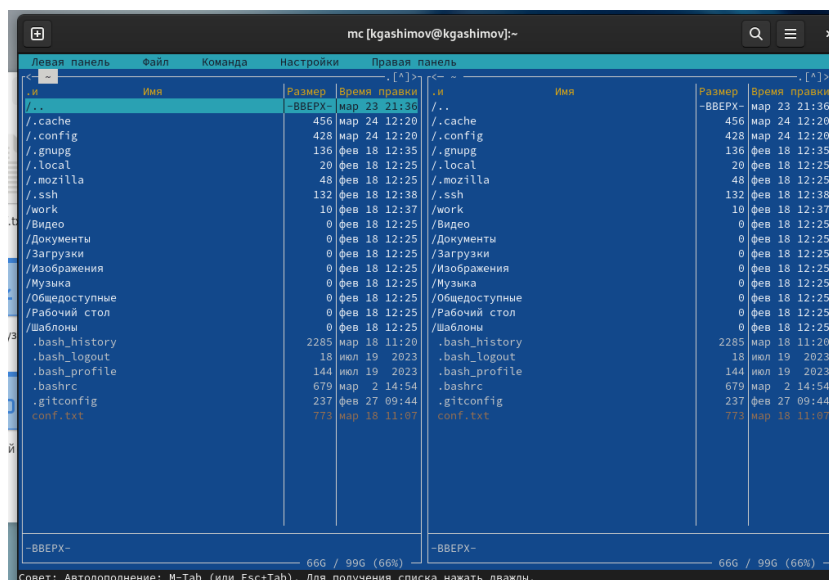 mc [kgashimov@kgashimov]:~
Левая панель Файл Команда Настройки Правая панель
<─ ~ .[^]> <─ ~ .[^]>
.и Имя Размер Время правки .и Имя Размер Время правки
/.. -ВВЕРХ- мар 23 21:36 /.. -ВВЕРХ- мар 23 21:36
/.cache 456 мар 24 12:20 /.cache 456 мар 24 12:20
/.config 428 мар 24 12:20 /.config 428 мар 24 12:20
/.gnupg 136 фев 18 12:35 /.gnupg 136 фев 18 12:35
/.local 20 фев 18 12:25 /.local 20 фев 18 12:25
/.mozilla 48 фев 18 12:25 /.mozilla 48 фев 18 12:25
/.ssh 132 фев 18 12:38 /.ssh 132 фев 18 12:38
/work 10 фев 18 12:37 /work 10 фев 18 12:37
/Видео 0 фев 18 12:25 /Видео 0 фев 18 12:25
/Документы 0 фев 18 12:25 /Документы 0 фев 18 12:25
/Загрузки 0 фев 18 12:25 /Загрузки 0 фев 18 12:25
/Изображения 0 фев 18 12:25 /Изображения 0 фев 18 12:25
/Музыка 0 фев 18 12:25 /Музыка 0 фев 18 12:25
/Общедоступные 0 фев 18 12:25 /Общедоступные 0 фев 18 12:25
/Рабочий стол 0 фев 18 12:25 /Рабочий стол 0 фев 18 12:25
/Шаблоны 0 фев 18 12:25 /Шаблоны 0 фев 18 12:25
.bash_history 2285 мар 18 11:20 .bash_history 2285 мар 18 11:20
.bash_logout 18 июл 19 2023 .bash_logout 18 июл 19 2023
.bash_profile 144 июл 19 2023 .bash_profile 144 июл 19 2023
.bashrc 679 мар 2 14:54 .bashrc 679 мар 2 14:54
.gitconfig 237 фев 27 09:44 .gitconfig 237 фев 27 09:44
conf.txt 773 мар 18 11:07 conf.txt 773 мар 18 11:07
-ВВЕРХ- -ВВЕРХ-
66G / 99G (66%) 66G / 99G (66%)
Совет: Автодополнение: M-Tab (или Esc+Tab). Для получения списка нажать дважды.